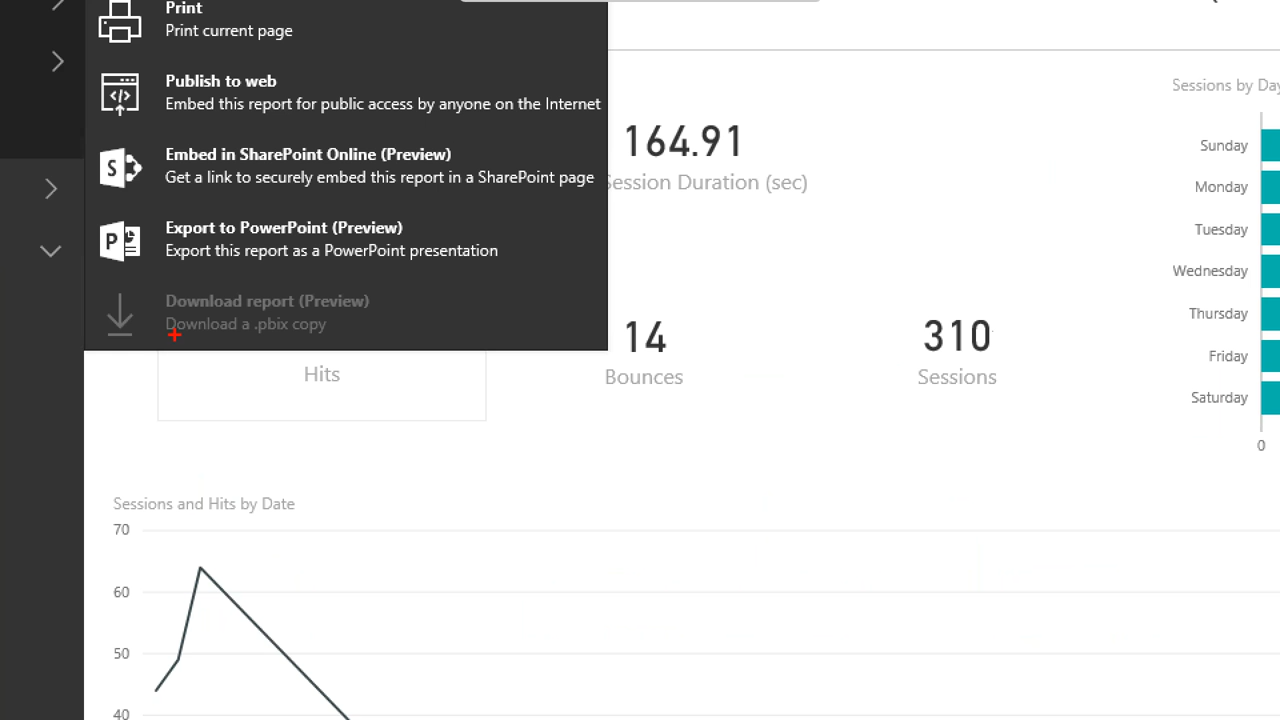 Print
Print current page
Publish to web
Embed this report for public access by anyone on the Internet
Embed in SharePoint Online (Preview)
Get a link to securely embed this report in a SharePoint page
Export to PowerPoint (Preview)
Export this report as a PowerPoint presentation
Download report (Preview)
Download a .pbix copy
164.91
Session Duration (sec)
Hits
14
Bounces
310
Sessions
Sessions by Day
Sunday
Monday
Tuesday
Wednesday
Thursday
Friday
Saturday
0
Sessions and Hits by Date
70
60
50
40